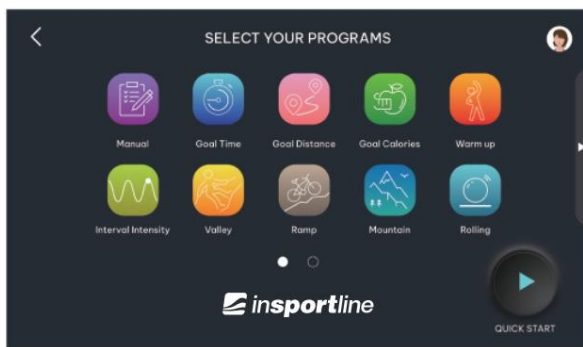 SELECT YOUR PROGRAMS
Manual Goal Time Goal Distance Goal Calories Warm up
Interval Intensity Valley Ramp Mountain Rolling
insportline
QUICK START